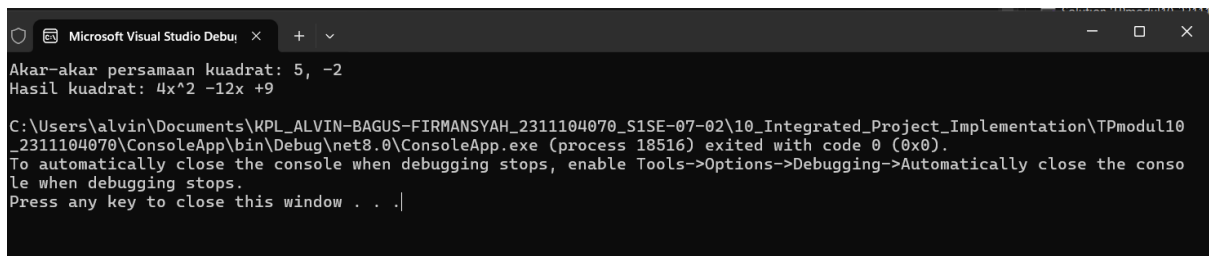 Microsoft Visual Studio Debu
Akar-akar persamaan kuadrat: 5, -2
Hasil kuadrat: 4x^2 -12x +9
C:\Users\alvin\Documents\KPL_ALVIN-BAGUS-FIRMANSYAH_2311104070_S1SE-07-02\10_Integrated_Project_Implementation\TPmodul10
_2311104070\ConsoleApp\bin\Debug\net8.0\ConsoleApp.exe (process 18516) exited with code 0 (0x0).
To automatically close the console when debugging stops, enable Tools->Options->Debugging->Automatically close the conso
le when debugging stops.
Press any key to close this window . . .